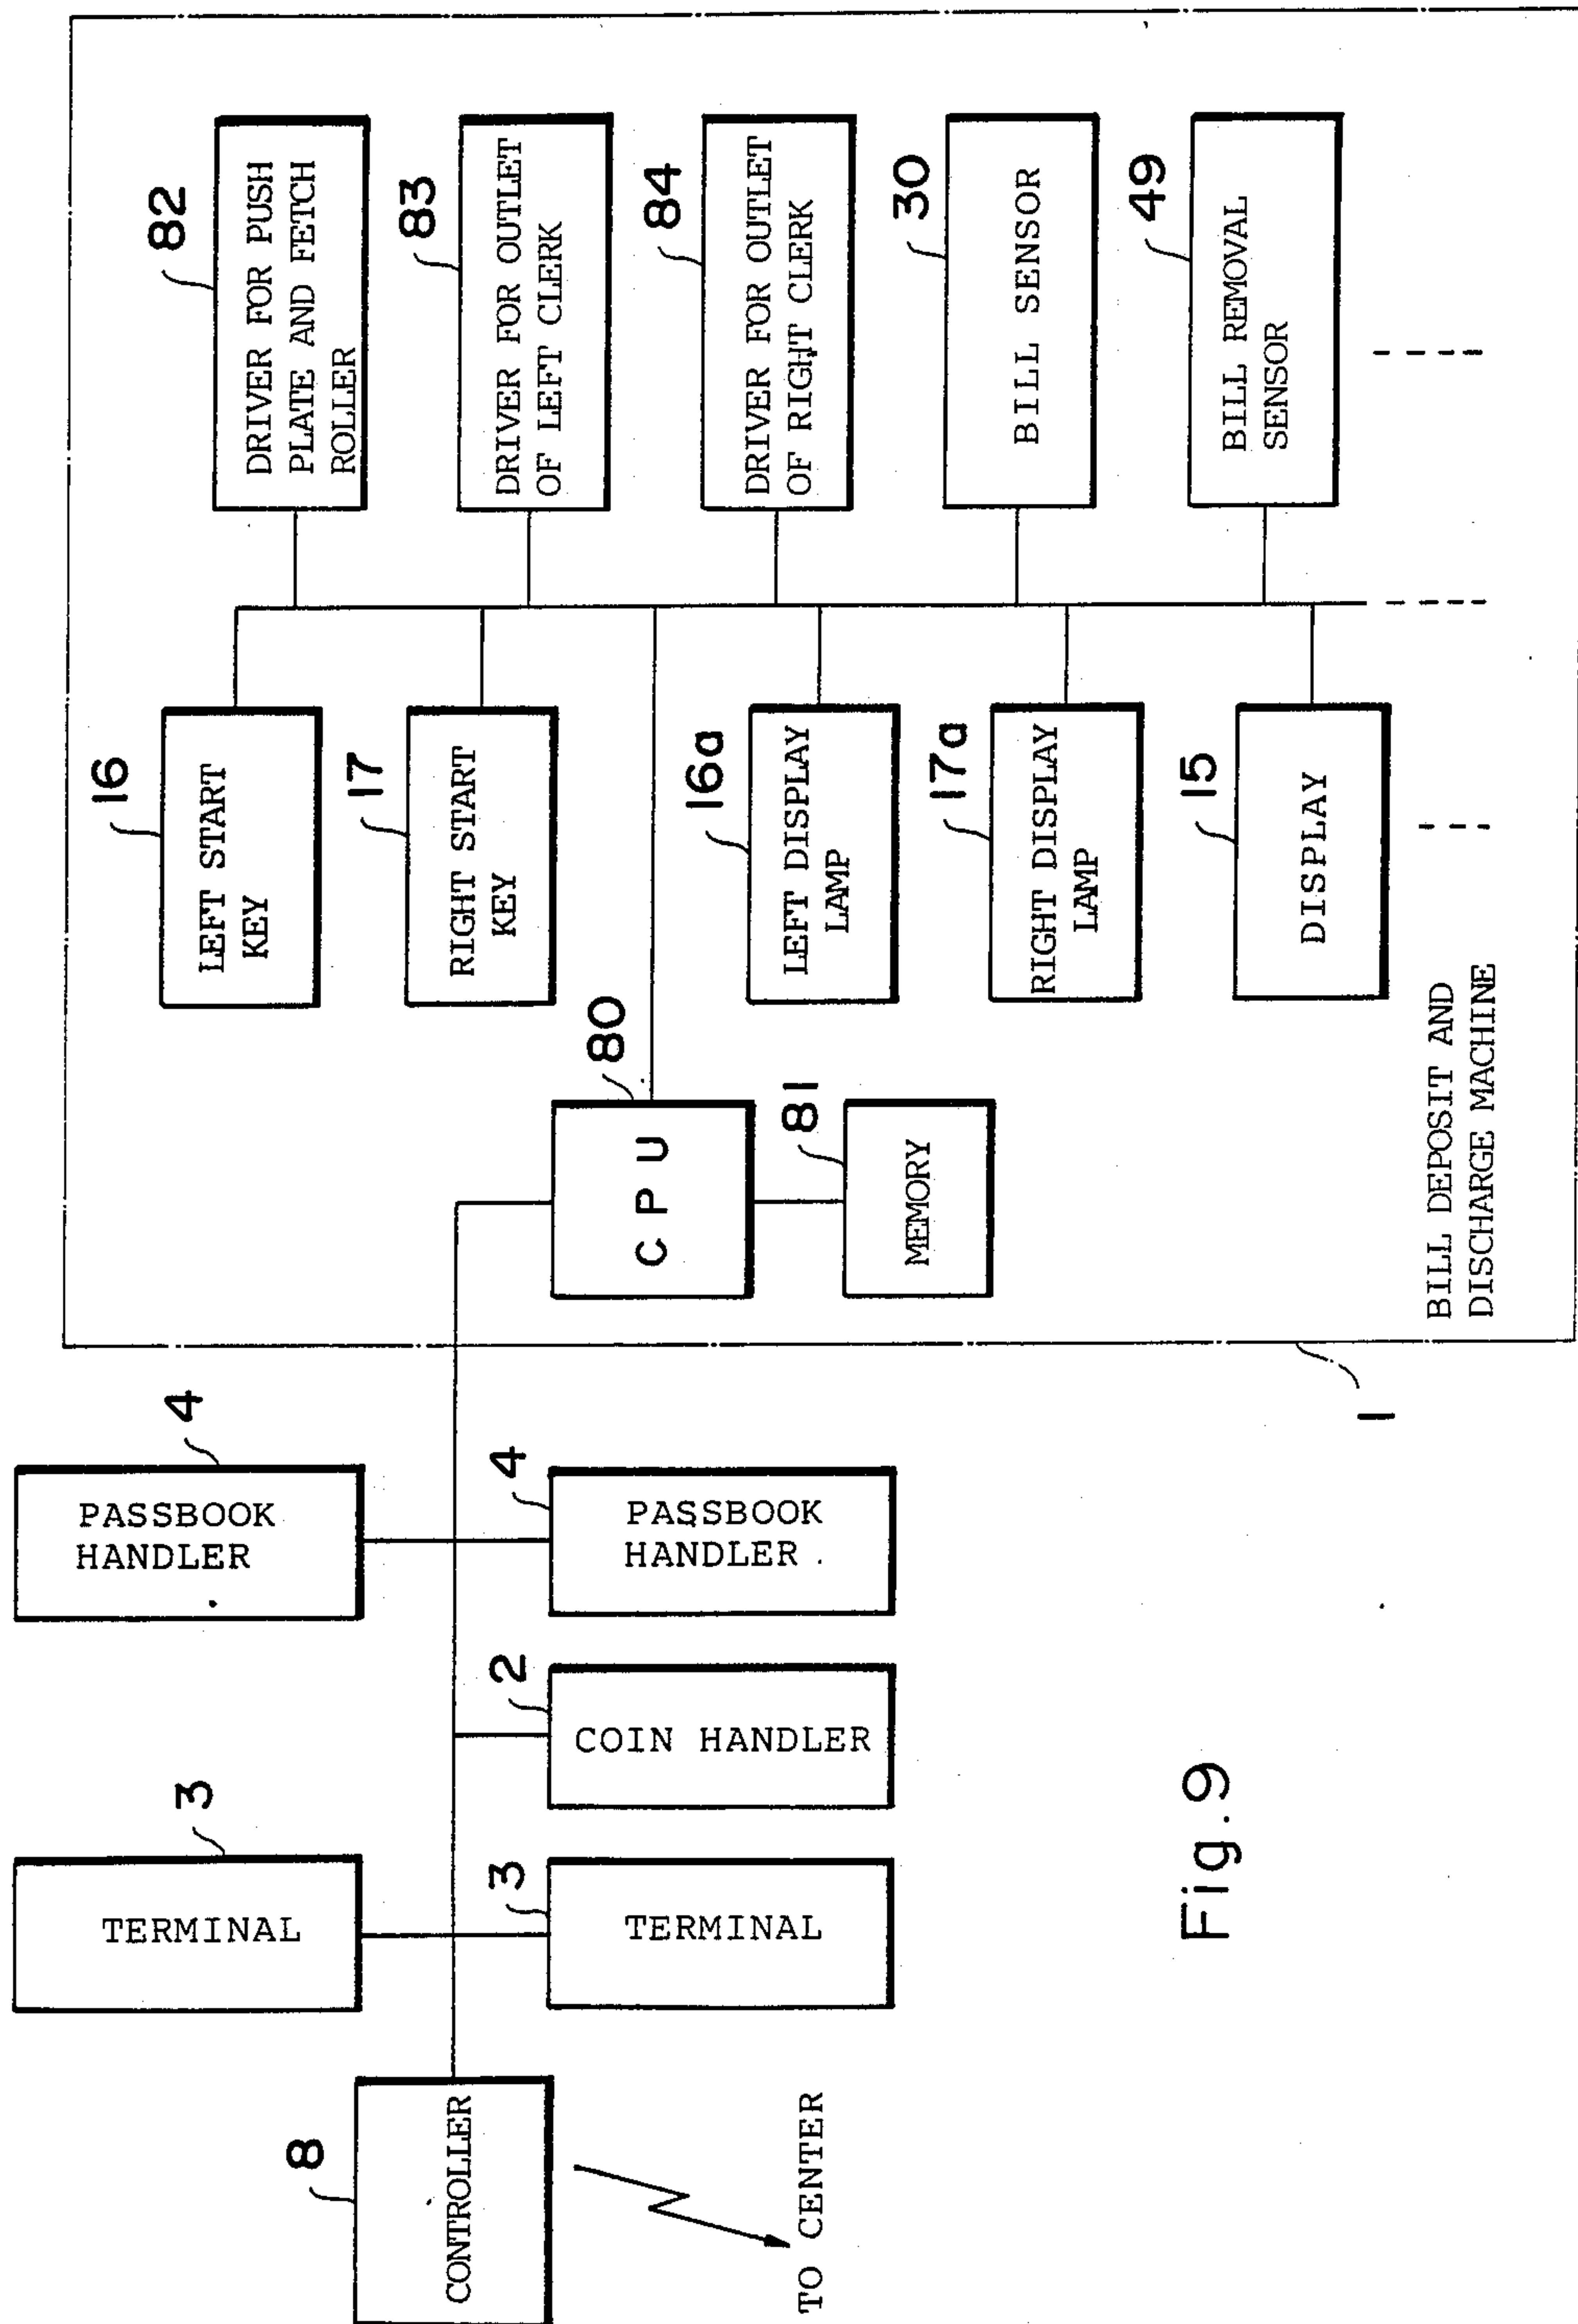 4
PASSBOOK
HANDLER
3
TERMINAL
4
PASSBOOK
HANDLER
2
COIN HANDLER
3
TERMINAL
8
CONTROLLER
TO CENTER
1
BILL DEPOSIT AND
DISCHARGE MACHINE
80
CPU
81
MEMORY
16
LEFT START
KEY
17
RIGHT START
KEY
16a
LEFT DISPLAY
LAMP
17a
RIGHT DISPLAY
LAMP
15
DISPLAY
82
DRIVER FOR PUSH
PLATE AND FETCH
ROLLER
83
DRIVER FOR OUTLET
OF LEFT CLERK
84
DRIVER FOR OUTLET
OF RIGHT CLERK
30
BILL SENSOR
49
BILL REMOVAL
SENSOR
Fig.9